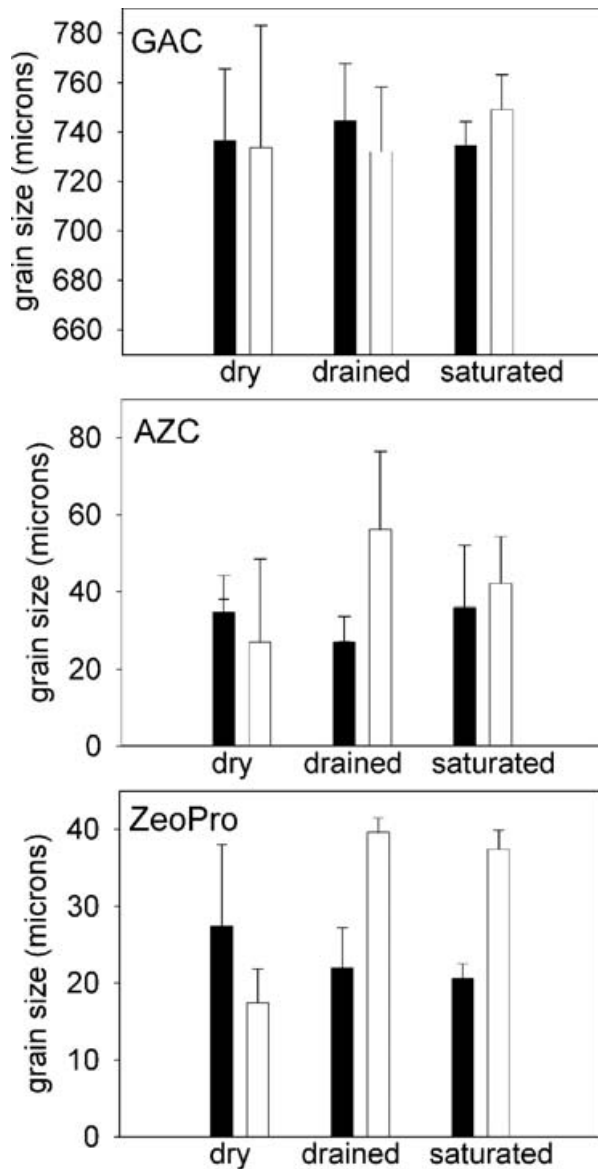 GAC
grain size (microns)
780
760
740
720
700
680
660
dry drained saturated
AZC
grain size (microns)
80
60
40
20
0
dry drained saturated
ZeoPro
grain size (microns)
40
30
20
10
0
dry drained saturated